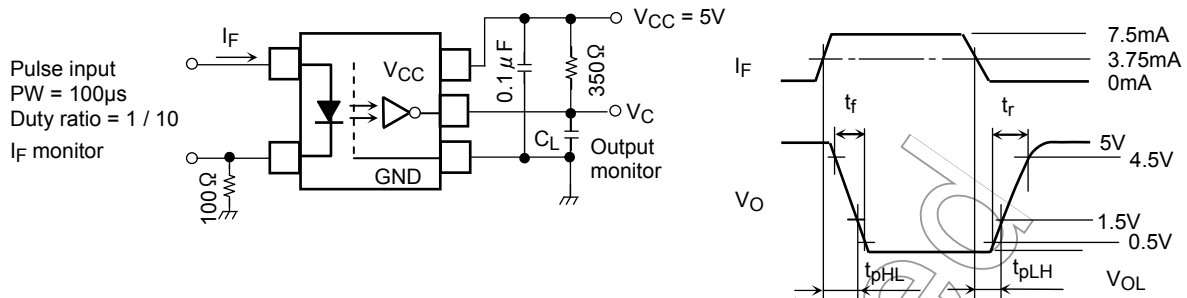 I_F
Pulse input
PW = 100μs
Duty ratio = 1 / 10
I_F monitor
100Ω
V_CC
GND
0.1 μF
350Ω
V_CC = 5V
V_C
C_L
Output
monitor
I_F
7.5mA
3.75mA
0mA
t_f
t_r
V_O
5V
4.5V
1.5V
0.5V
t_pHL
t_pLH
V_OL